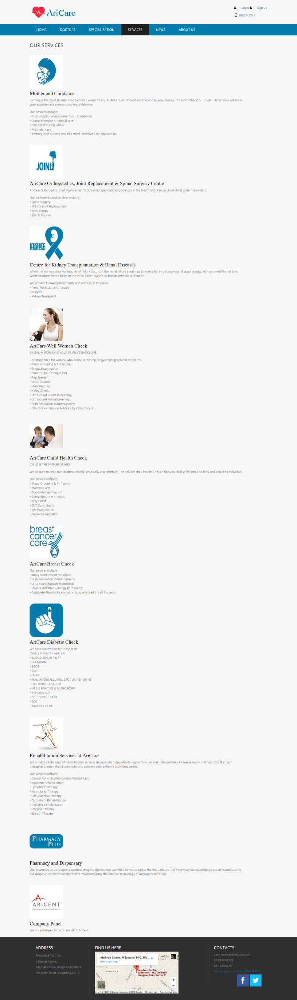 AriCare
Login Sign up
9582745714
HOME DOCTORS SPECIALIZATION SERVICES NEWS ABOUT US
OUR SERVICES
Mother and Childcare
Birthing is the most beautiful moment in a woman's life. At AriCare we understand this and as you journey into motherhood our maternity services will make
your experience a pleasant and enjoyable one.
Our services Include:
• Preconceptional assessment and counseling
• Comprehensive Antenatal care
• Pain relief during labour
• Postnatal care
• Tertiary level nursery and neo-natal Intensive Care Unit (NICU).
JOINt
AriCare Orthopaedics, Joint Replacement & Spinal Surgery Centre
AriCare Orthopedics, Joint Replacement & Spinal Surgery Centre specializes in the treatment of musculo-skeletal system disorders.
Our treatments and services include:
• Spine Surgery
• MIS for Joint Replacement
• Arthroscopy
• Sports Injuries
FIGHT
KIDNEY
DISEASE
Centre for Kidney Transplantation & Renal Diseases
When the kidneys stop working, renal failure occurs. If this renal failure continues (chronically), end-stage renal disease results, with accumulation of toxic
waste products in the body. In this case, either dialysis or transplantation is required.
We provide following treatments and services in this area:
• Renal Replacement therapy
• Dialysis
• Kidney Transplant
AriCare Well Women Check
A HEALHY WOMAN IS YOUR FAMILY'S BACKBONE
Recommended for women who desire screening for gynecology related problems:
• Blood Grouping & RH Typing
• Breast Examination
• Blood sugar (fasting & PP)
• Pap Smear
• Urine Routine
• Stool Routine
• X-Ray (Chest)
• Ultrasound Breast (Screening)
• Ultrasound Pelvic(Screening)
• High Resolution Mammography
• Clinical Examination & Advice by Gynecologist
AriCare Child Health Check
CHILD IS THE FATHER OF MEN
We all want to keep our children healthy, physically and mentally. The AriCare child Health Check helps you child grow into a healthy and balanced individual.
Our services include:
• Blood Grouping & Rh Typing
• Mantoux Test
• Complete haemogram
• Complete Urine Analysis
• Xray Chest
• ENT Consultation
• Eye examination
• Dental Examination
breast
cancer
care
AriCare Breast Check
Our services include:
(Empty stomach not required)
• High Resolution mammography
• Ultra sound breasts (screening)
• FNAC/Exfoliative Cytology (if required)
• Complete Physical Examination by specialized Breast Surgeon
AriCare Diabetic Check
We have a provision for these tests:
(Empty stomach required)
• BLOOD SUGAR F & PP
• CREATININE
• SGOT
• SGPT
• HBAIC
• MAU (MICROALBUMIN, SPOT URINE)- URINE
• LIPID PROFILE SERUM
• URINE ROUTINE & MICROSCOPY
• EYE CHECKUP
• DIET CONSULTANT
• ECG
• XRAY CHEST PA
Rehabilitation Services at AriCare
We provide a full range of rehabilitation services designed to help patients regain function and independence following injury or illness. Our licensed
therapists create rehabilitation plans to address each patient's individual needs.
Our services include:
• Cancer Rehabilitation Cardiac Rehabilitation
• Inpatient Rehabilitation
• Lymphatic Therapy
• Neurologic Therapy
• Occupational Therapy
• Outpatient Rehabilitation
• Pediatric Rehabilitation
• Physical Therapy
• Speech Therapy
PHARMACY
PLUS
Pharmacy and Dispensary
Our pharmacy at the Centre dispenses drugs to the patients admitted in wards and to the out patients. The Pharmacy Manufacturing Section manufactures
eye drops under strict quality control measures using the modern technology of micropore filtration.
ARICENT
Communications Software
Company Panel
We are privileged to be on panel of: Aricent.
ADDRESS
Aricare Hospital
Infotech Centre,
14/2 Milestone,Village Dundahera
Old Delhi Road Gurgaon-122015
FIND US HERE
InfoTech Centre, Milestone 14/2, Old...
View larger map
Accenture
InfoTech Centre,
Milestone 14/2, Old Delhi
Gurgaon Road, Sector 21
Google
©2016 Google - Map data ©2016 Google Terms of Use Report a map error
CONTACTS
care-services@aricare.com
0120-2692778
011-2456478
For Emergencies, Contact 9582745714